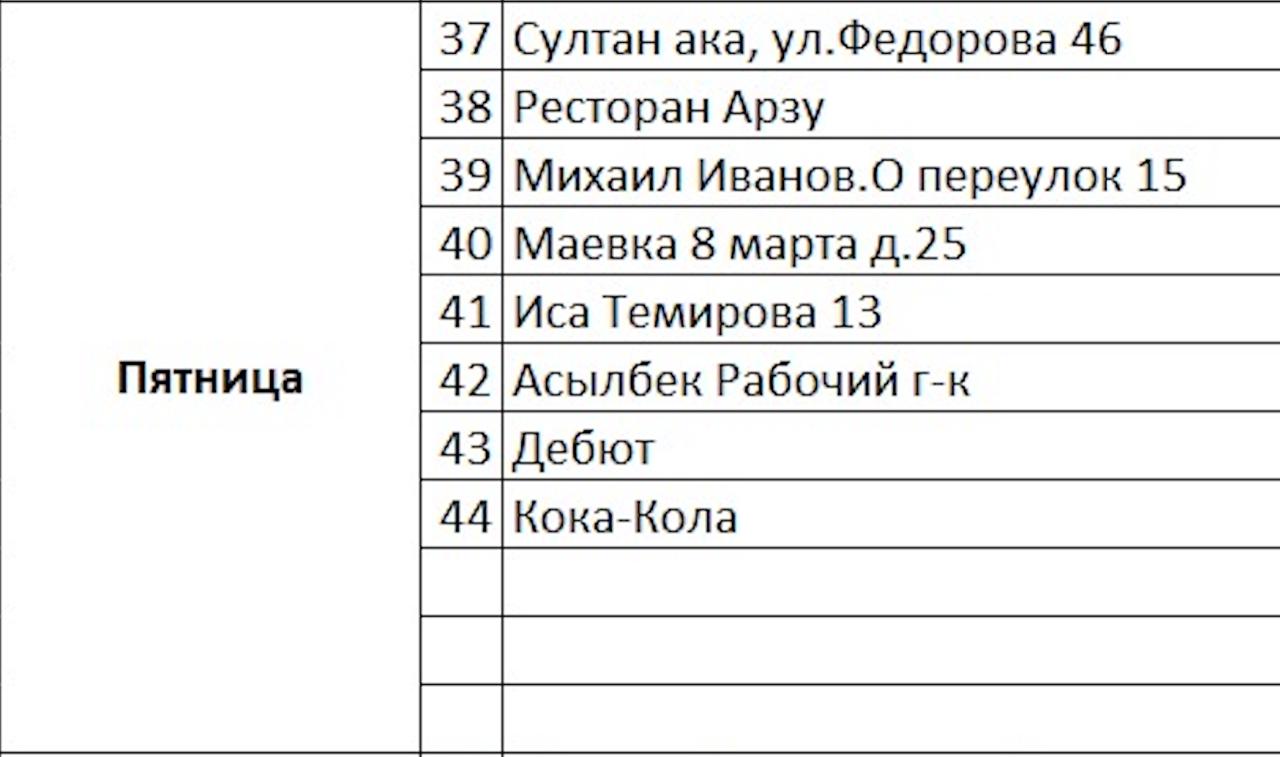 37 Султан ака, ул.Федорова 46
38 Ресторан Арзу
39 Михаил Иванов.О переулок 15
40 Маевка 8 марта д.25
41 Иса Темирова 13
Пятница
42 Асылбек Рабочий г-к
43 Дебют
44 Кока-Кола